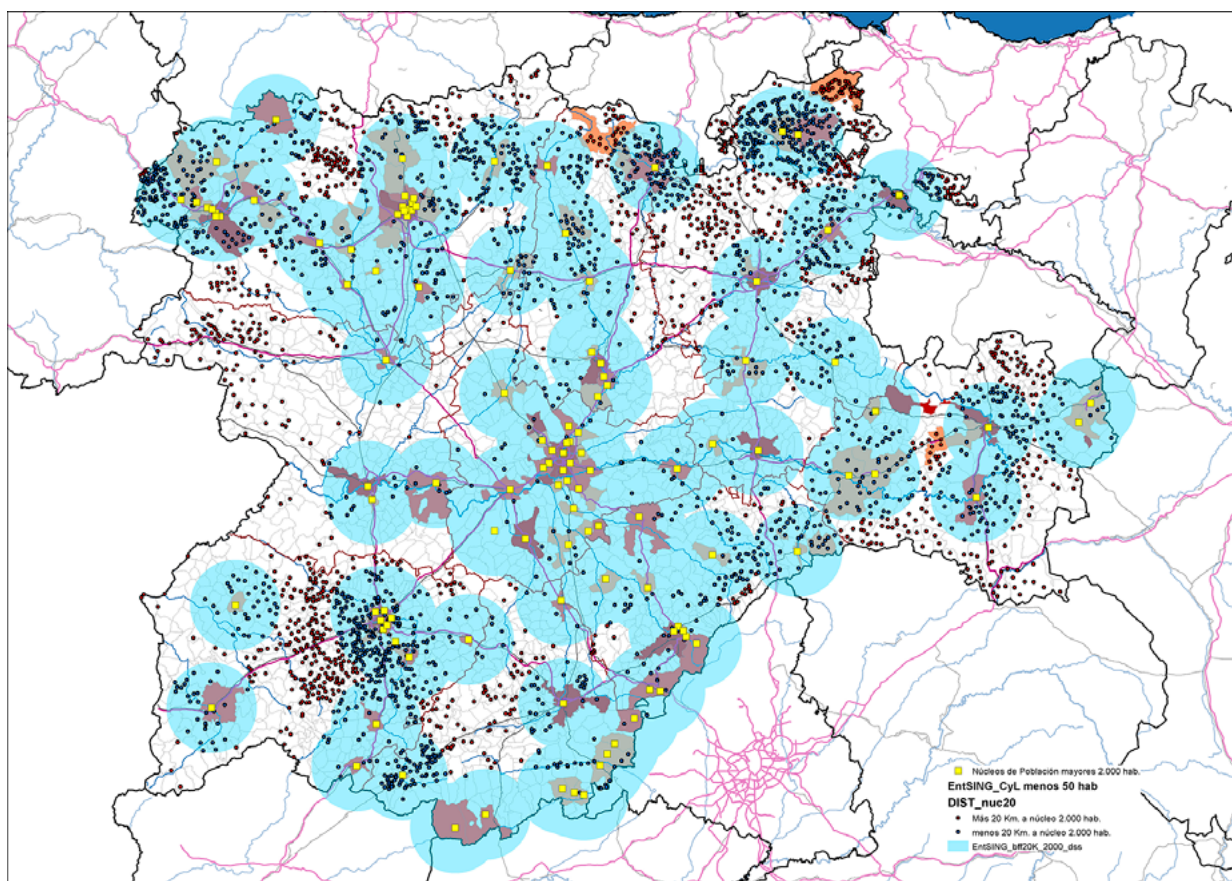 Núcleos de Población mayores 2.000 hab.
EntSING_CyL menos 50 hab
DIST_nuc20
Más 20 Km. a núcleo 2.000 hab.
menos 20 Km. a núcleo 2.000 hab.
EntSING_bff20K_2000_dss